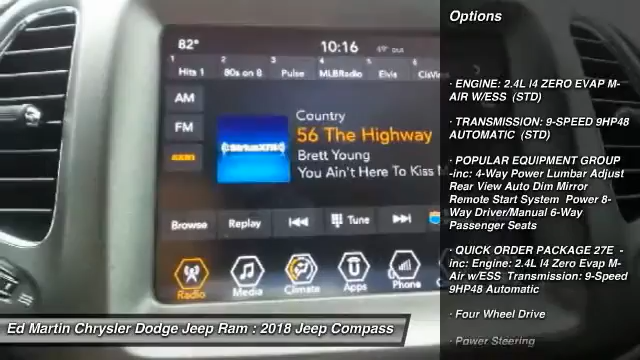 82°
10:16
69° out
1 2 3 4 5 6
Hits 1 80s on 8 Pulse MLBRadio Elvis
AM
FM
SXM
SiriusXM
Country
56 The Highway
Brett Young
You Ain't Here To Kiss M
Browse Replay Tune
Radio Media Climate Apps Phone
Ed Martin Chrysler Dodge Jeep Ram : 2018 Jeep Compass
Options
· ENGINE: 2.4L I4 ZERO EVAP M-
AIR W/ESS (STD)
· TRANSMISSION: 9-SPEED 9HP48
AUTOMATIC (STD)
· POPULAR EQUIPMENT GROUP
-inc: 4-Way Power Lumbar Adjust
Rear View Auto Dim Mirror
Remote Start System Power 8-
Way Driver/Manual 6-Way
Passenger Seats
· QUICK ORDER PACKAGE 27E -
inc: Engine: 2.4L I4 Zero Evap M-
Air w/ESS Transmission: 9-Speed
9HP48 Automatic
· Four Wheel Drive
· Power Steering